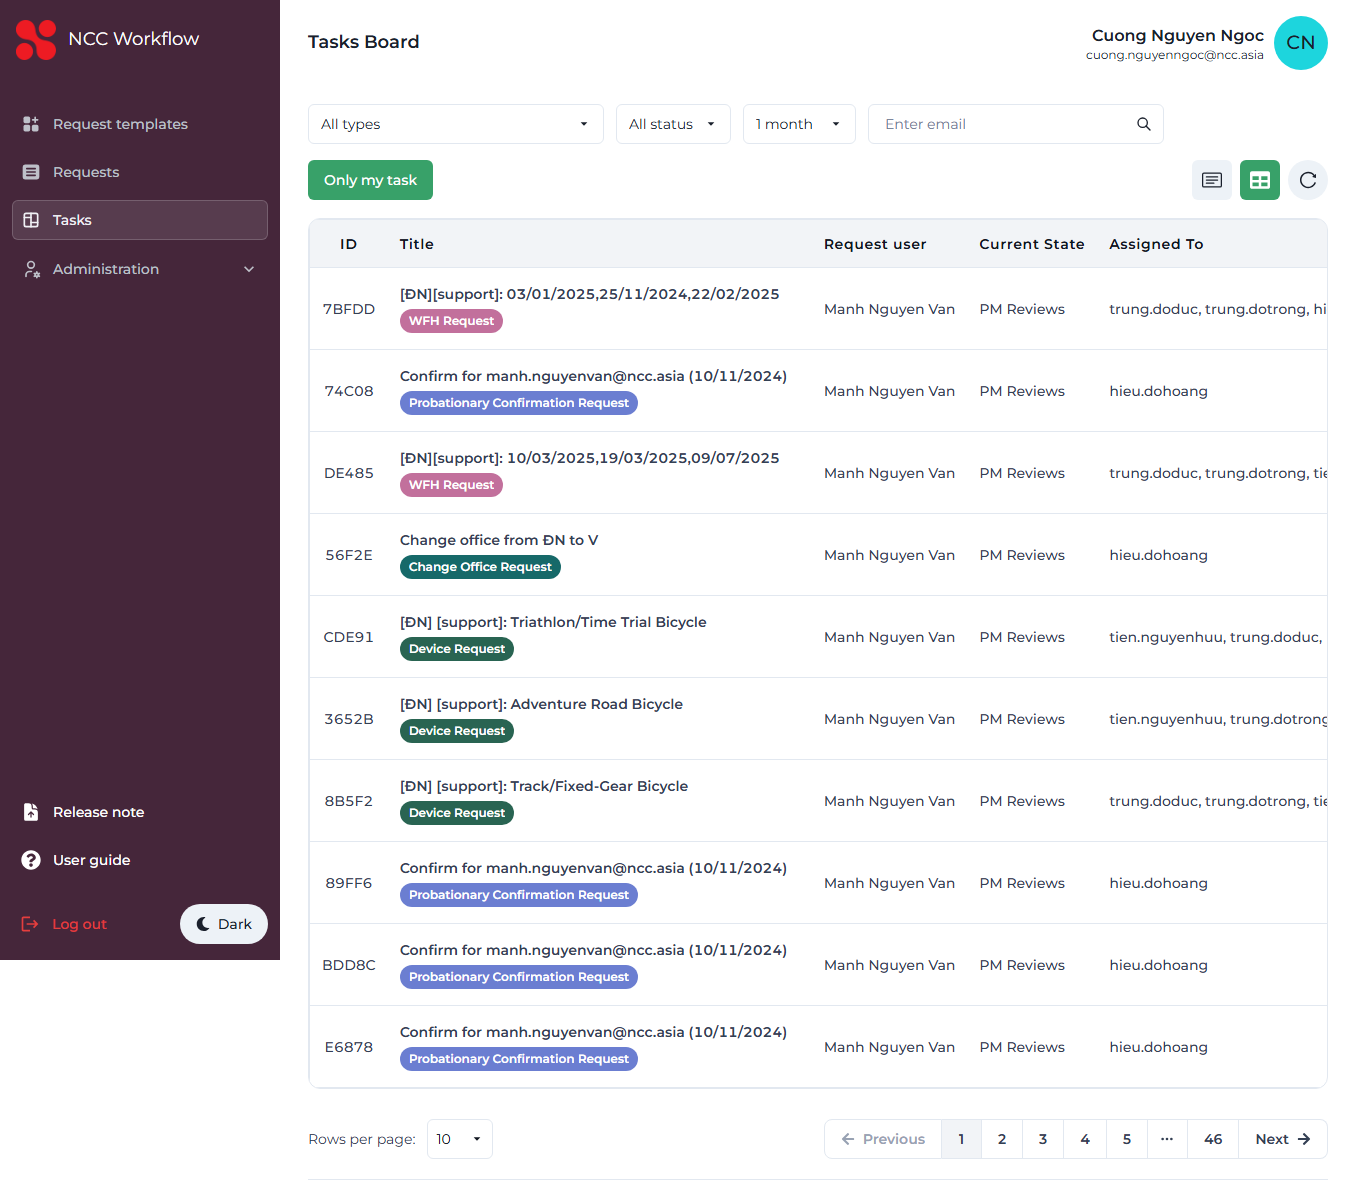 NCC Workflow
Request templates
Requests
Tasks
Administration
Release note
User guide
Log out
Dark
Tasks Board
Cuong Nguyen Ngoc
cuong.nguyenngoc@ncc.asia
CN
All types
All status
1 month
Enter email
Only my task
ID Title Request user Current State Assigned To
7BFDD [ĐN][support]: 03/01/2025,25/11/2024,22/02/2025 Manh Nguyen Van PM Reviews trung.doduc, trung.dotrong, hi
WFH Request
74C08 Confirm for manh.nguyenvan@ncc.asia (10/11/2024) Manh Nguyen Van PM Reviews hieu.dohoang
Probationary Confirmation Request
DE485 [ĐN][support]: 10/03/2025,19/03/2025,09/07/2025 Manh Nguyen Van PM Reviews trung.doduc, trung.dotrong, tie
WFH Request
56F2E Change office from ĐN to V Manh Nguyen Van PM Reviews hieu.dohoang
Change Office Request
CDE91 [ĐN] [support]: Triathlon/Time Trial Bicycle Manh Nguyen Van PM Reviews tien.nguyenhuu, trung.doduc,
Device Request
3652B [ĐN] [support]: Adventure Road Bicycle Manh Nguyen Van PM Reviews tien.nguyenhuu, trung.dotrong
Device Request
8B5F2 [ĐN] [support]: Track/Fixed-Gear Bicycle Manh Nguyen Van PM Reviews trung.doduc, trung.dotrong, tie
Device Request
89FF6 Confirm for manh.nguyenvan@ncc.asia (10/11/2024) Manh Nguyen Van PM Reviews hieu.dohoang
Probationary Confirmation Request
BDD8C Confirm for manh.nguyenvan@ncc.asia (10/11/2024) Manh Nguyen Van PM Reviews hieu.dohoang
Probationary Confirmation Request
E6878 Confirm for manh.nguyenvan@ncc.asia (10/11/2024) Manh Nguyen Van PM Reviews hieu.dohoang
Probationary Confirmation Request
Rows per page: 10
Previous 1 2 3 4 5 ... 46 Next